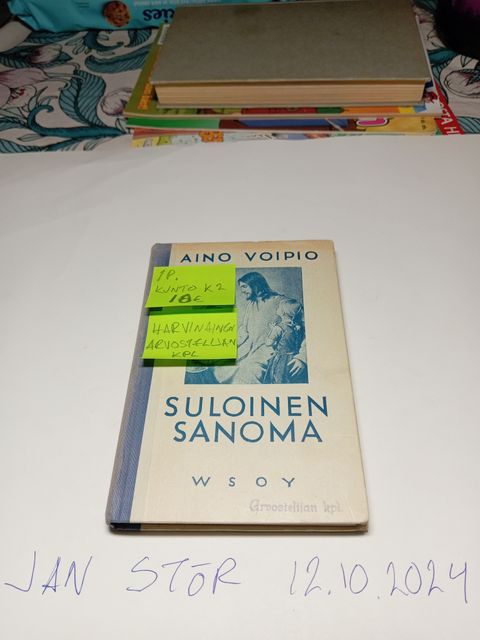 AINO VOIPIO
1P.
KUNTO K2
18€
HARVINAINEN
ARVOSTELIJAN
KPL
SULOINEN
SANOMA
WSOY
Arvostelijan kpl.
JAN STÖR 12.10.2024